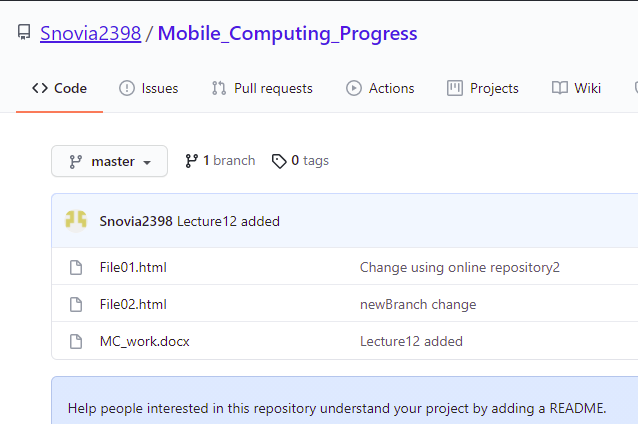 Snovia2398 / Mobile_Computing_Progress
Code Issues Pull requests Actions Projects Wiki
master 1 branch 0 tags
Snovia2398 Lecture12 added
File01.html Change using online repository2
File02.html newBranch change
MC_work.docx Lecture12 added
Help people interested in this repository understand your project by adding a README.